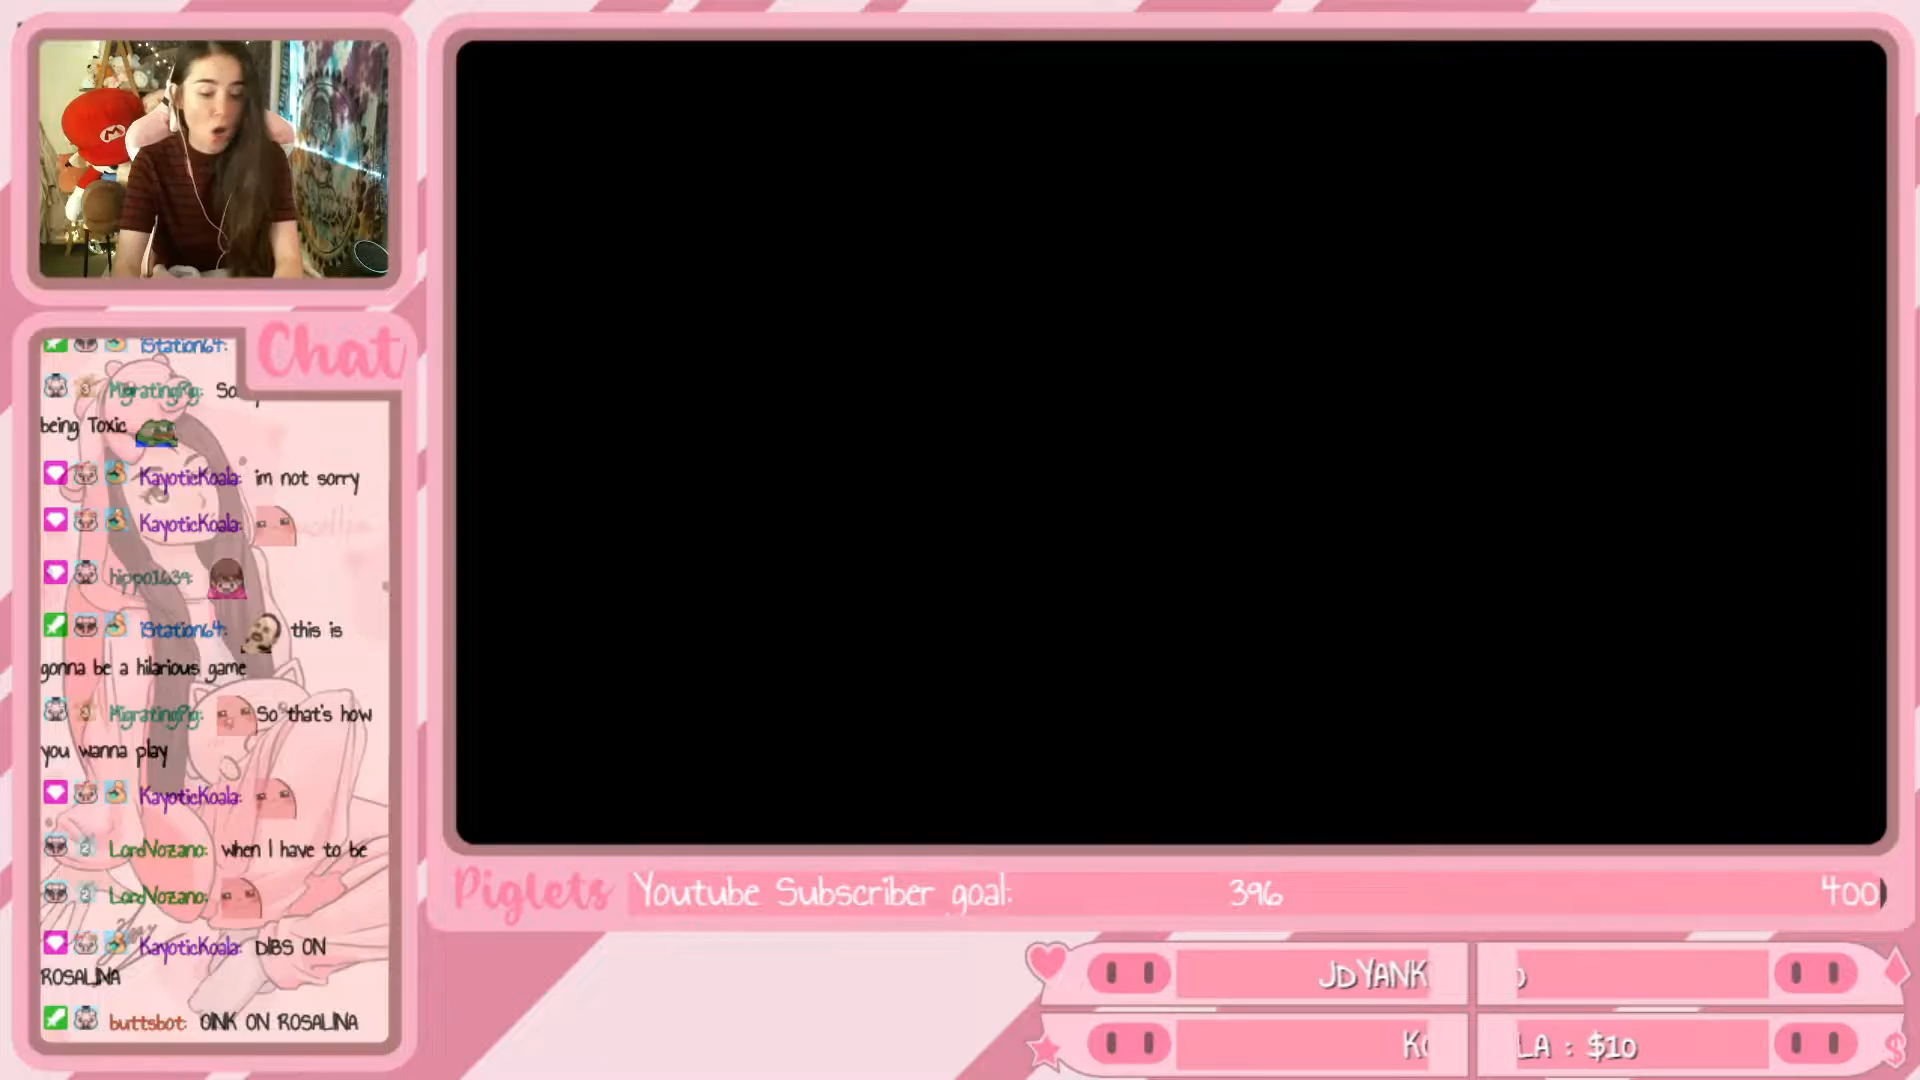 Chat
iStation64:
MigratingPig: So
being Toxic
KayoticKoala: im not sorry
KayoticKoala:
hippo1634:
iStation64: this is
gonna be a hilarious game
MigratingPig: So that's how
you wanna play
KayoticKoala:
LordNozano: when I have to be
LordNozano:
KayoticKoala: DIBS ON
ROSALINA
buttsbot: OINK ON ROSALINA
Piglets Youtube Subscriber goal: 396 400
JDYANK
LA : $10